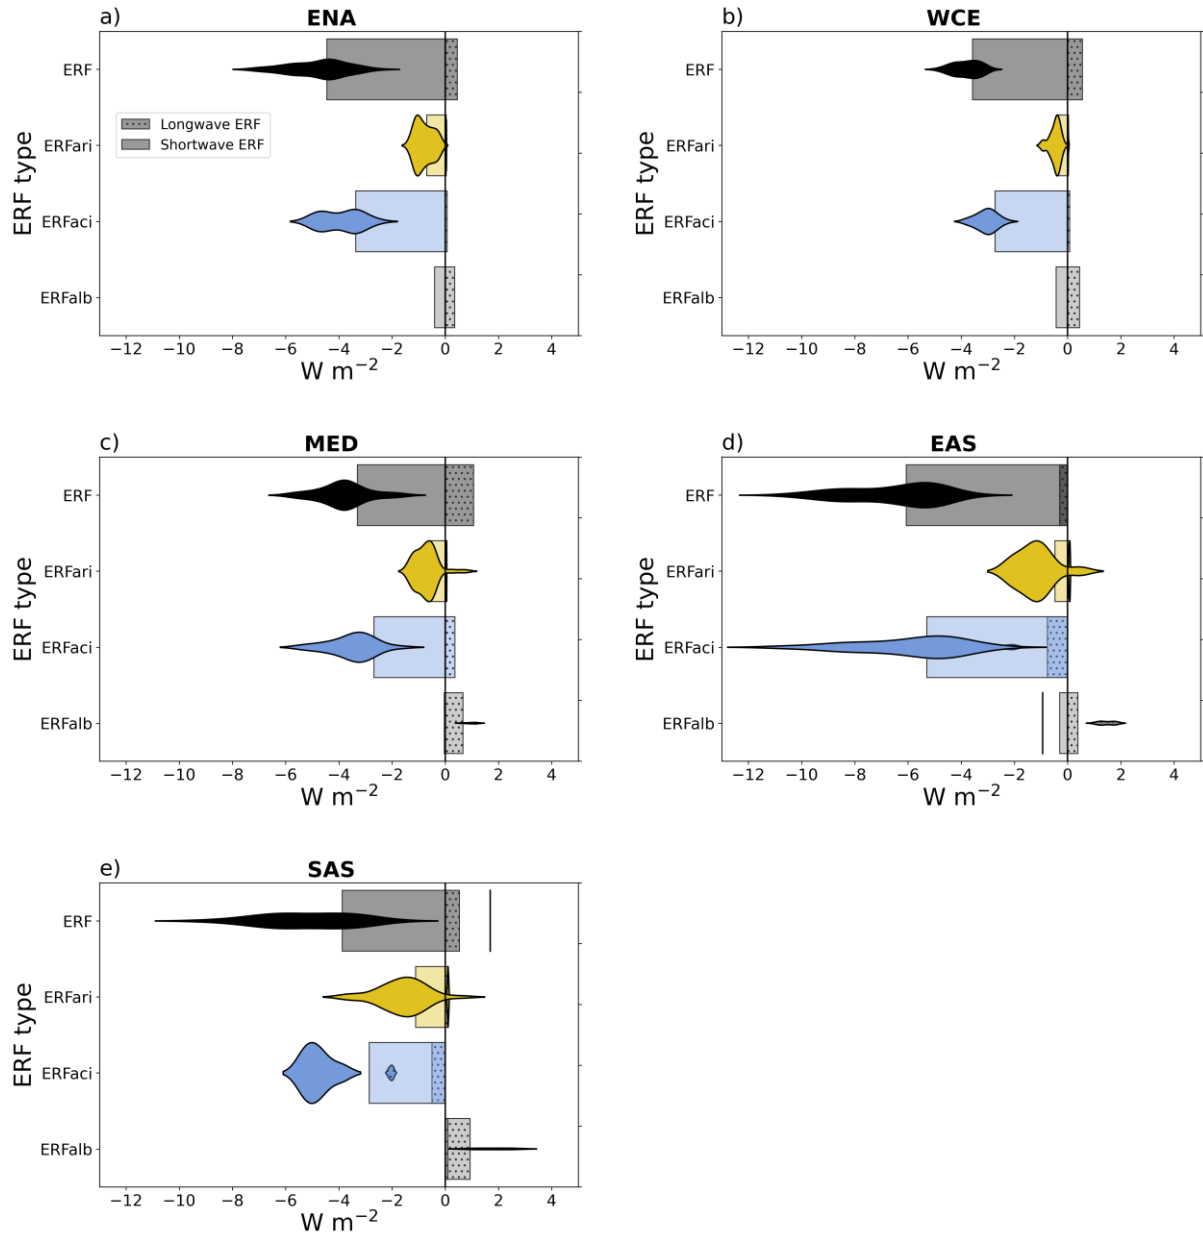 a) ENA
ERF
ERFari
ERFaci
ERFalb
ERF type
Longwave ERF
Shortwave ERF
−12 −10 −8 −6 −4 −2 0 2 4
W m⁻²
b) WCE
ERF
ERFari
ERFaci
ERFalb
ERF type
−12 −10 −8 −6 −4 −2 0 2 4
W m⁻²
c) MED
ERF
ERFari
ERFaci
ERFalb
ERF type
−12 −10 −8 −6 −4 −2 0 2 4
W m⁻²
d) EAS
ERF
ERFari
ERFaci
ERFalb
ERF type
−12 −10 −8 −6 −4 −2 0 2 4
W m⁻²
e) SAS
ERF
ERFari
ERFaci
ERFalb
ERF type
−12 −10 −8 −6 −4 −2 0 2 4
W m⁻²